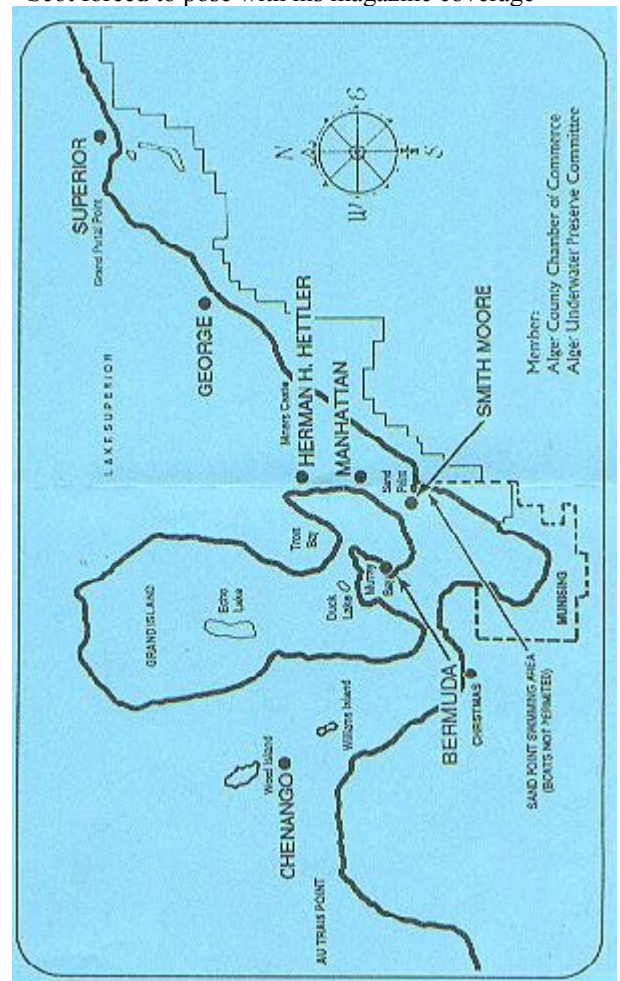 Scot forced to pose with his magazine coverage
SUPERIOR
Grand Portal Point
LAKE SUPERIOR
GEORGE
N
E
W
S
Miners Castle
HERMAN H. HETTLER
MANHATTAN
Sand Point
SMITH MOORE
Member:
Alger County Chamber of Commerce
Alger Underwater Preserve Committee
GRAND ISLAND
Echo Lake
Trout Bay
Duck Lake
Murray Bay
MUNISING
Wood Island
CHENANGO
Williams Island
BERMUDA
CHRISTMAS
SAND POINT SWIMMING AREA
(BOATS NOT PERMITTED)
AU TRAIS POINT